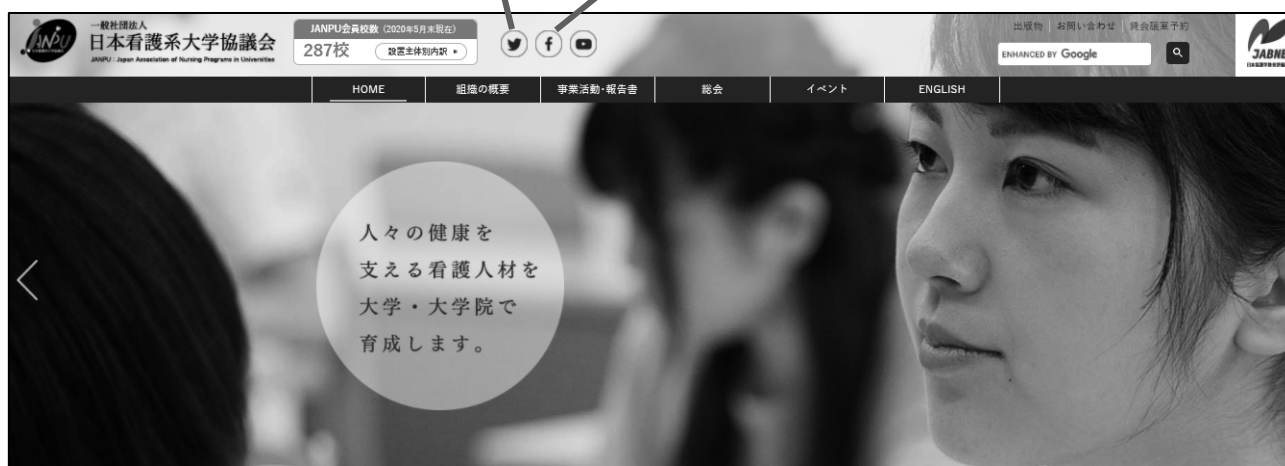 一般社団法人
日本看護系大学協議会
JANPU : Japan Association of Nursing Programs in Universities
JANPU
JANPU会員校数 (2020年5月末現在)
287校
設置主体別内訳
出版物 お問い合わせ 貸会議室予約
ENHANCED BY Google
HOME 組織の概要 事業活動・報告書 総会 イベント ENGLISH
人々の健康を
支える看護人材を
大学・大学院で
育成します。